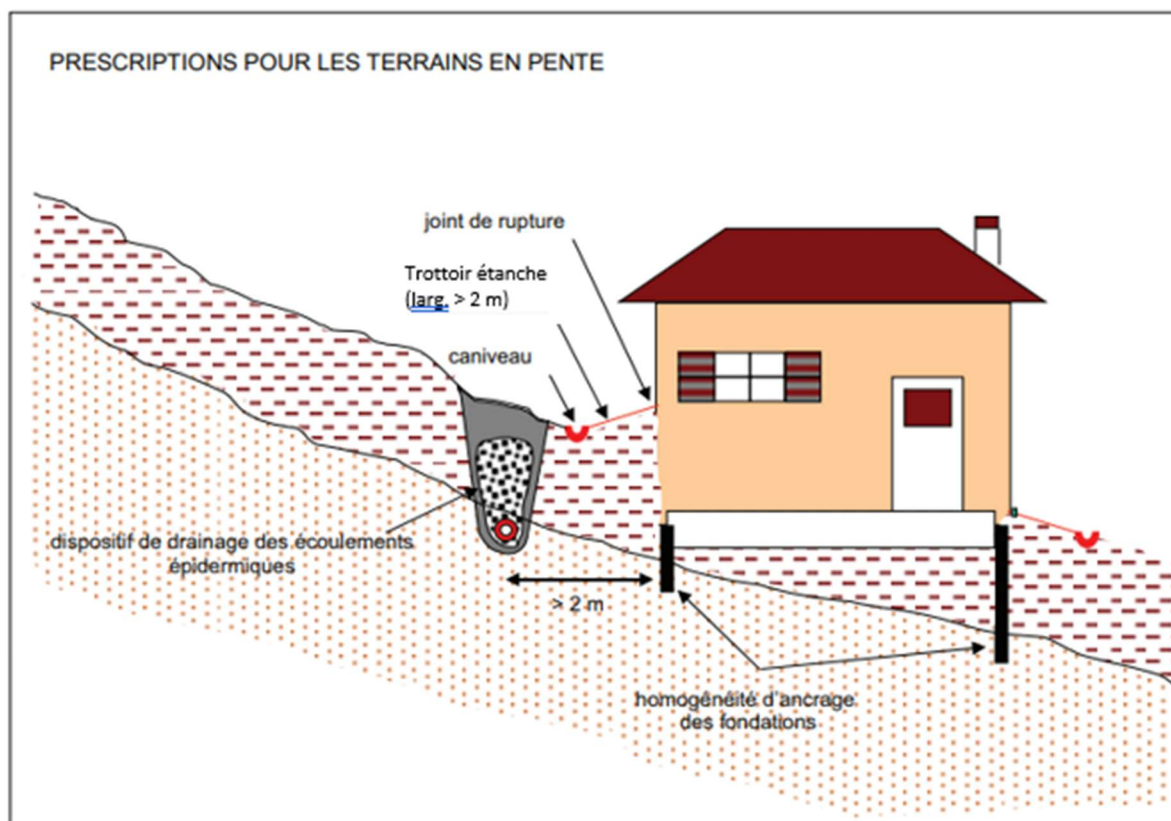 PRESCRIPTIONS POUR LES TERRAINS EN PENTE
joint de rupture
Trottoir étanche
(larg. > 2 m)
caniveau
dispositif de drainage des écoulements
épidermiques
> 2 m
homogénéité d'ancrage
des fondations